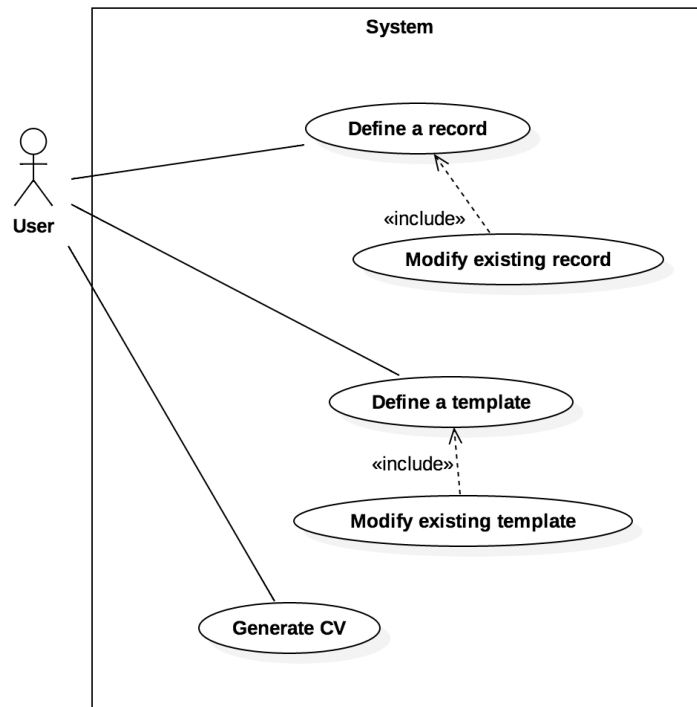 System
Define a record
User
«include»
Modify existing record
Define a template
«include»
Modify existing template
Generate CV